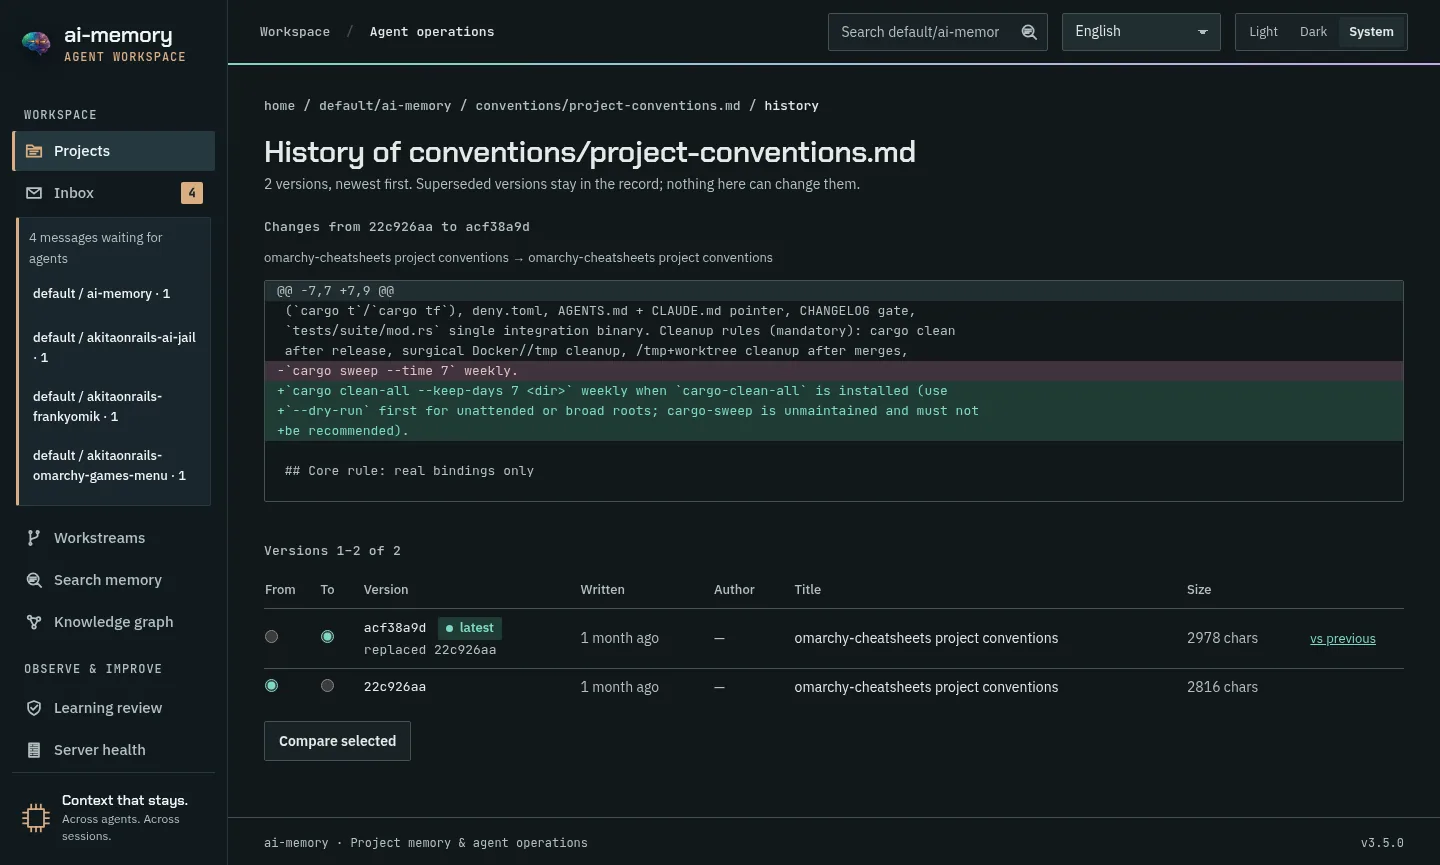 ai-memory
AGENT WORKSPACE
WORKSPACE
Projects
Inbox
4
4 messages waiting for
agents
default / ai-memory · 1
default / akitaonrails-ai-jail
· 1
default / akitaonrails-
frankyomik · 1
default / akitaonrails-
omarchy-games-menu · 1
Workstreams
Search memory
Knowledge graph
OBSERVE & IMPROVE
Learning review
Server health
Context that stays.
Across agents. Across
sessions.
Workspace / Agent operations
Search default/ai-memor
English
Light Dark System
home / default/ai-memory / conventions/project-conventions.md / history
History of conventions/project-conventions.md
2 versions, newest first. Superseded versions stay in the record; nothing here can change them.
Changes from 22c926aa to acf38a9d
omarchy-cheatsheets project conventions → omarchy-cheatsheets project conventions
@@ -7,7 +7,9 @@
(`cargo t`/`cargo tf`), deny.toml, AGENTS.md + CLAUDE.md pointer, CHANGELOG gate,
`tests/suite/mod.rs` single integration binary. Cleanup rules (mandatory): cargo clean
after release, surgical Docker//tmp cleanup, /tmp+worktree cleanup after merges,
-`cargo sweep --time 7` weekly.
+`cargo clean-all --keep-days 7 <dir>` weekly when `cargo-clean-all` is installed (use
+`--dry-run` first for unattended or broad roots; cargo-sweep is unmaintained and must not
+be recommended).
## Core rule: real bindings only
Versions 1–2 of 2
From To Version Written Author Title Size
acf38a9d latest 1 month ago — omarchy-cheatsheets project conventions 2978 chars vs previous
replaced 22c926aa
22c926aa 1 month ago — omarchy-cheatsheets project conventions 2816 chars
Compare selected
ai-memory · Project memory & agent operations
v3.5.0